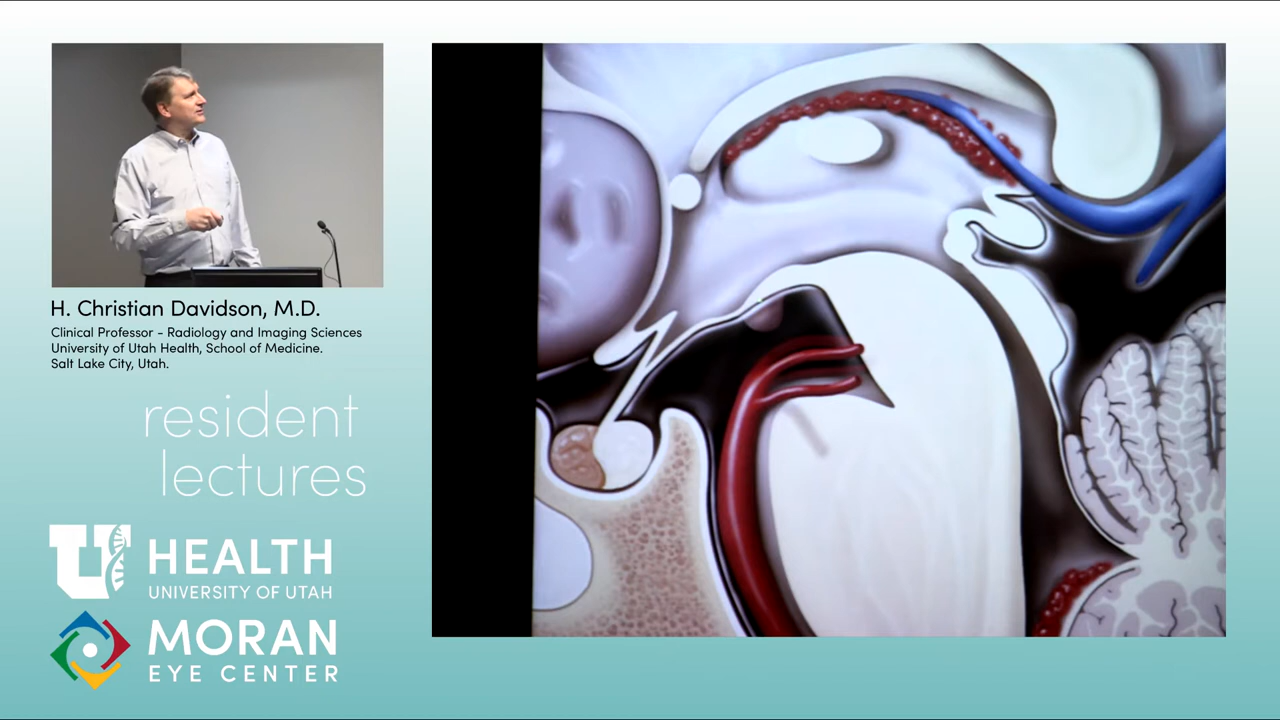 H. Christian Davidson, M.D.
Clinical Professor - Radiology and Imaging Sciences
University of Utah Health, School of Medicine.
Salt Lake City, Utah.
resident
lectures
U HEALTH
UNIVERSITY OF UTAH
MORAN
EYE CENTER